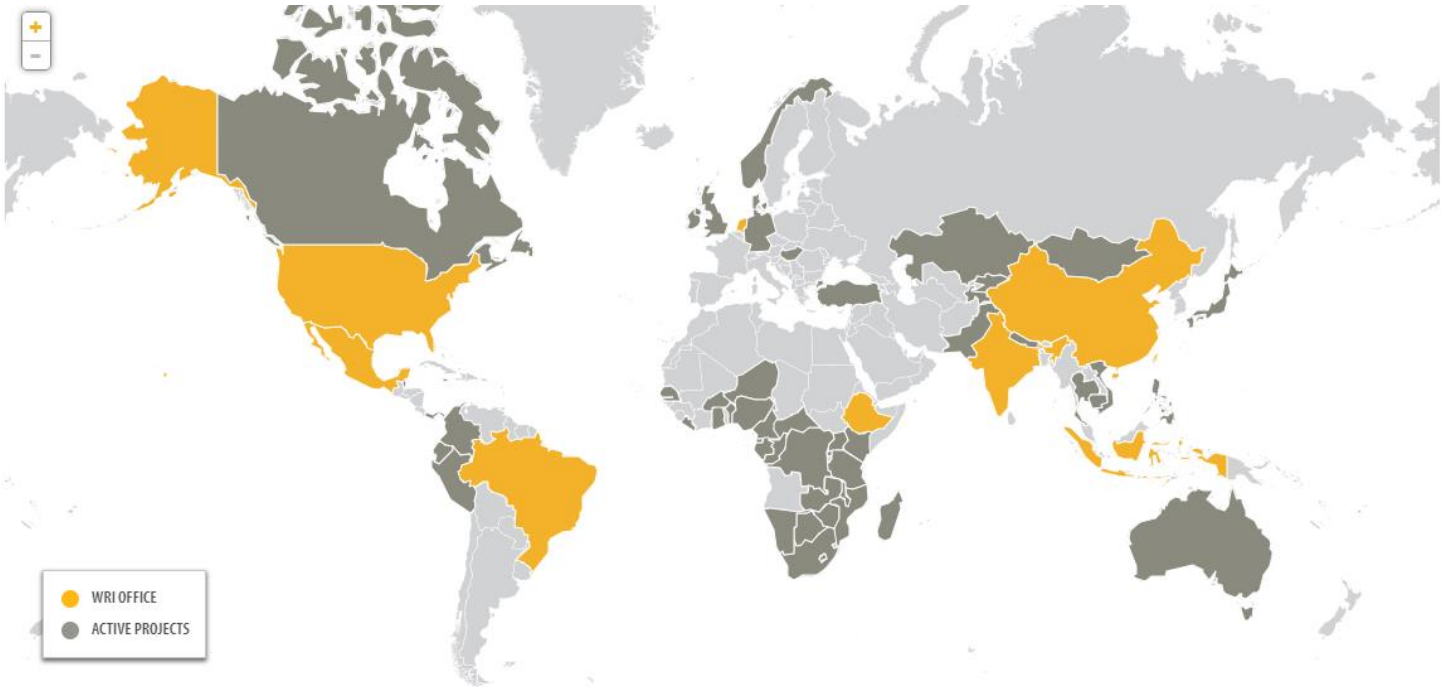 +
−
WRI OFFICE
ACTIVE PROJECTS